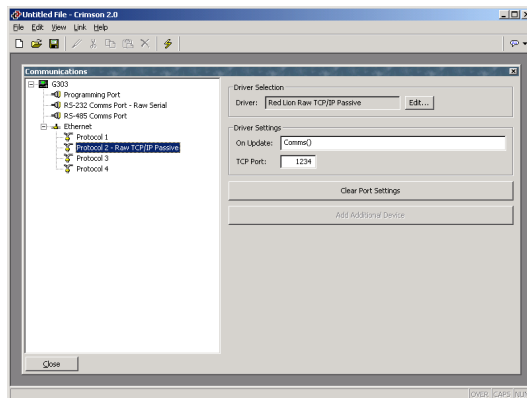 Untitled File - Crimson 2.0
File Edit View Link Help
Communications
G303
Programming Port
RS-232 Comms Port - Raw Serial
RS-485 Comms Port
Ethernet
Protocol 1
Protocol 2 - Raw TCP/IP Passive
Protocol 3
Protocol 4
Driver Selection
Driver: Red Lion Raw TCP/IP Passive Edit...
Driver Settings
On Update: Comms()
TCP Port: 1234
Clear Port Settings
Add Additional Device
Close
OVER CAPS NUM